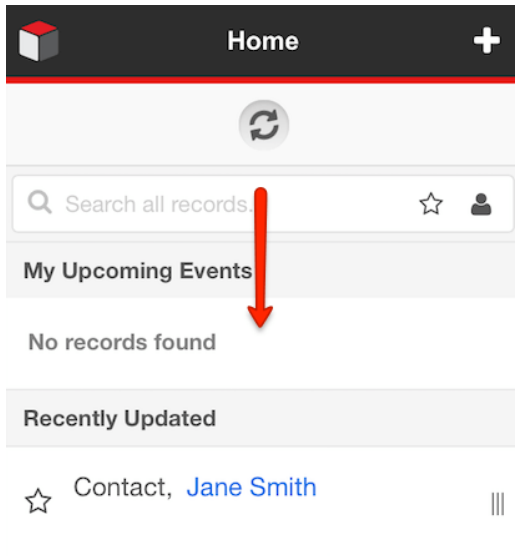 Home
Search all records.
My Upcoming Events
No records found
Recently Updated
Contact, Jane Smith